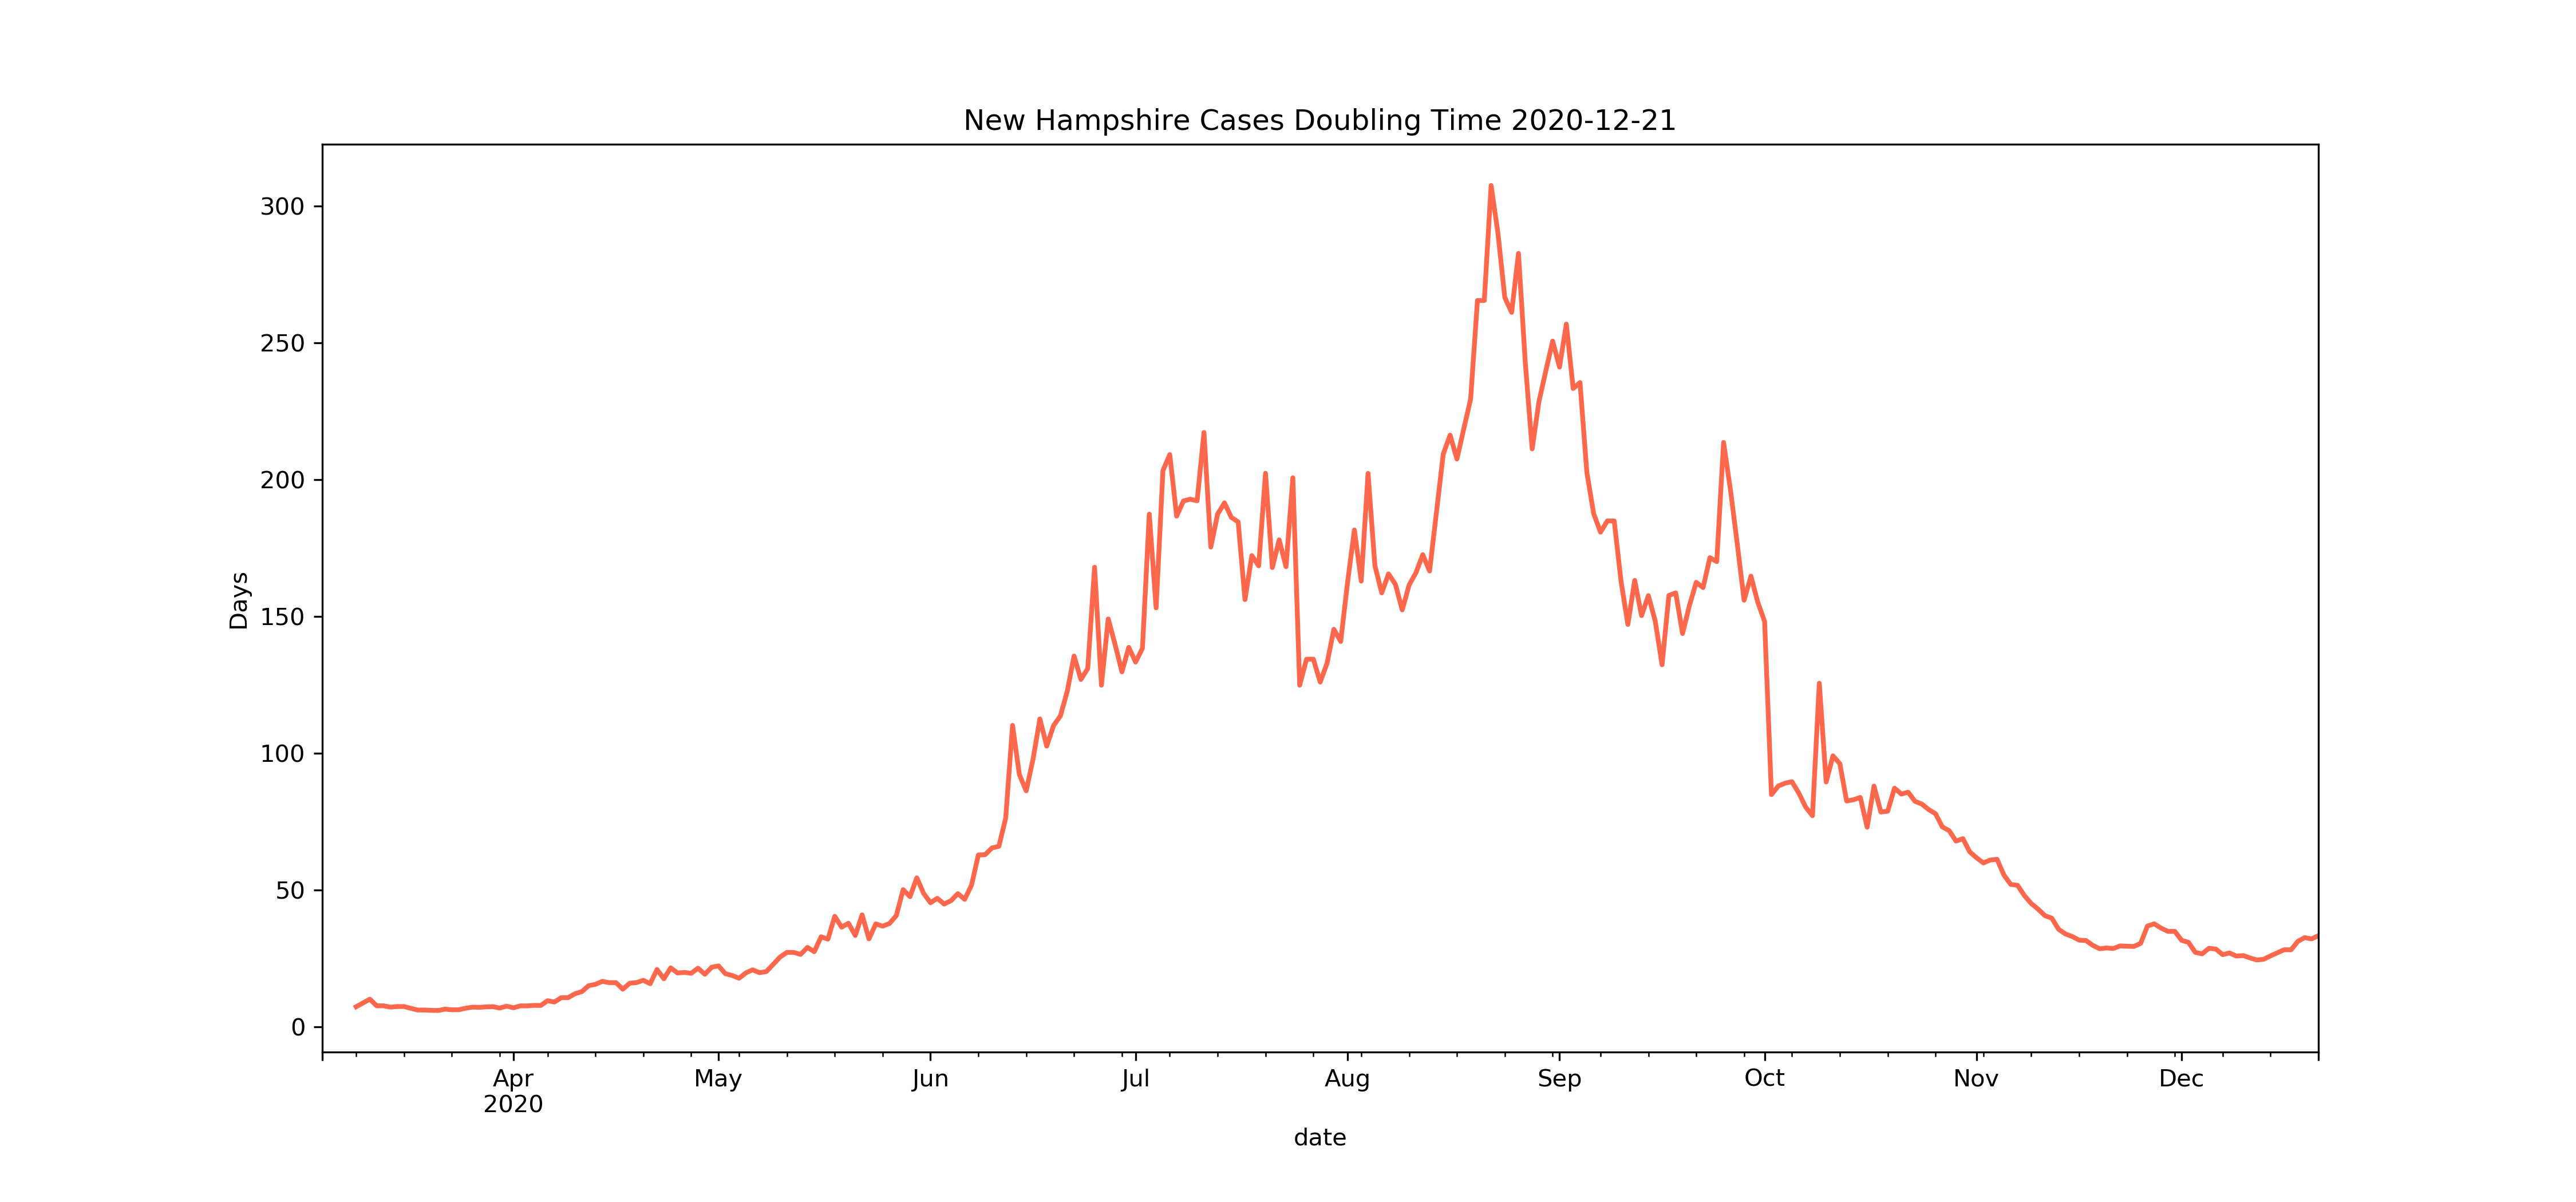 New Hampshire Cases Doubling Time 2020-12-21
300
250
200
150
100
50
0
Days
Apr May Jun Jul Aug Sep Oct Nov Dec
2020
date